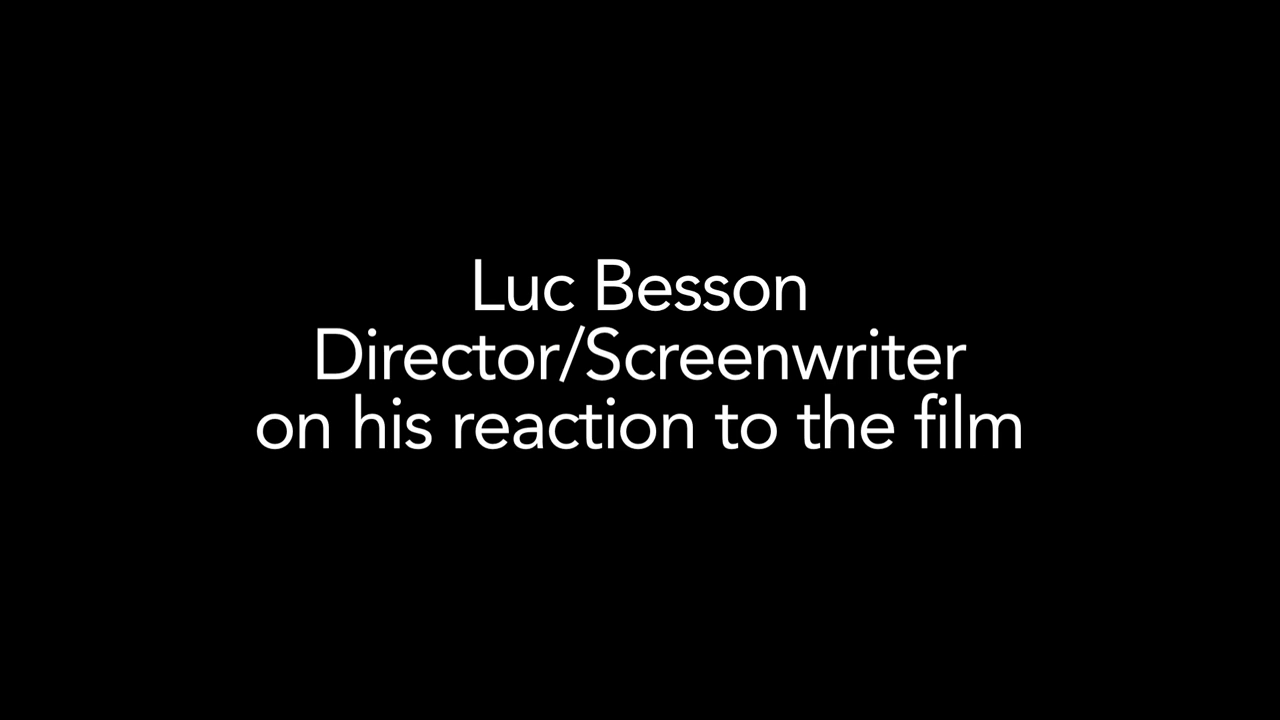 Luc Besson
Director/Screenwriter
on his reaction to the film